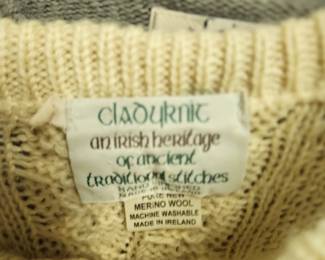 cladyknit
an irish heritage
of ancient
traditional stitches
PURE NEW
MERINO WOOL
MACHINE WASHABLE
MADE IN IRELAND